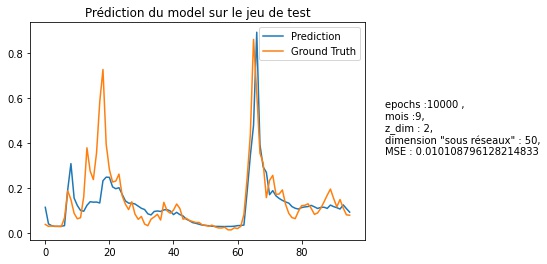 Prédiction du model sur le jeu de test
Prediction
Ground Truth
0.8
0.6
0.4
0.2
0.0
0 20 40 60 80
epochs :10000 ,
mois :9,
z_dim : 2,
dimension "sous réseaux" : 50,
MSE : 0.010108796128214833